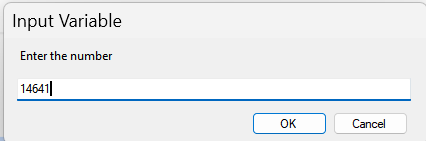 Input Variable
Enter the number
14641
OK
Cancel